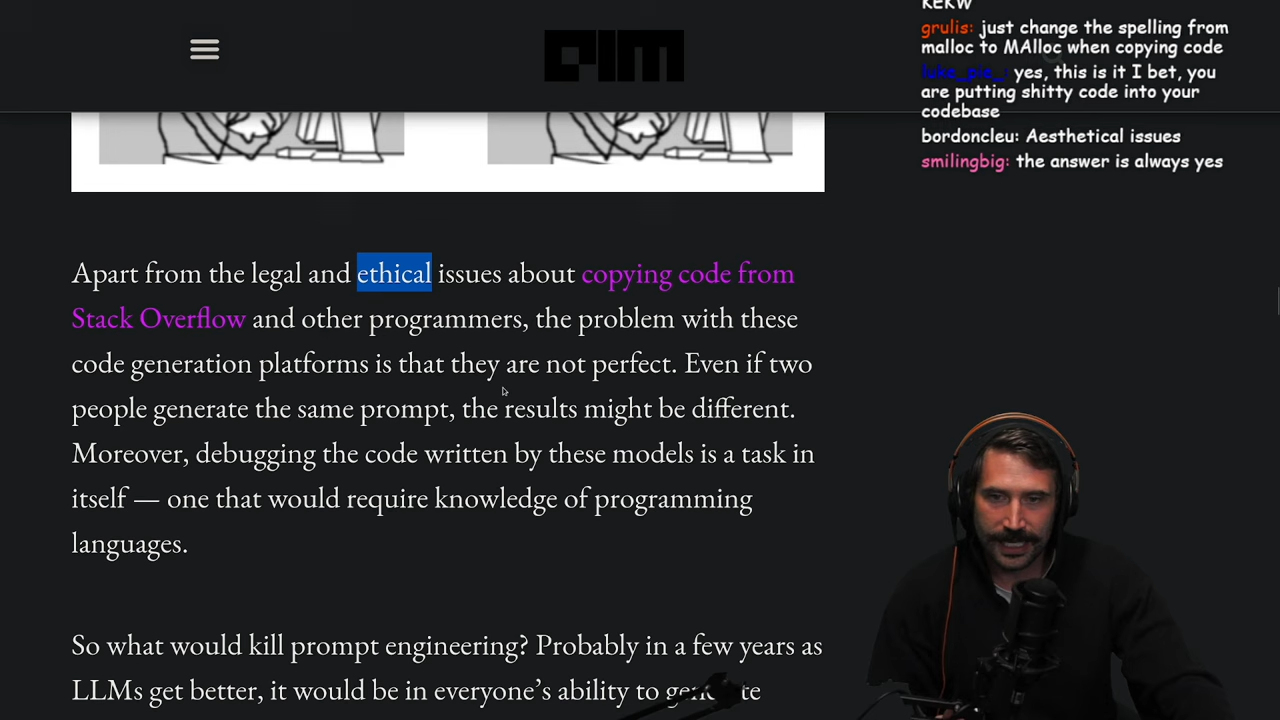 KEKW
grulis: just change the spelling from
malloc to MAlloc when copying code
luke_pie_: yes, this is it I bet, you
are putting shitty code into your
codebase
bordoncleu: Aesthetical issues
smilingbig: the answer is always yes
AIM
Apart from the legal and ethical issues about copying code from
Stack Overflow and other programmers, the problem with these
code generation platforms is that they are not perfect. Even if two
people generate the same prompt, the results might be different.
Moreover, debugging the code written by these models is a task in
itself — one that would require knowledge of programming
languages.
So what would kill prompt engineering? Probably in a few years as
LLMs get better, it would be in everyone's ability to generate